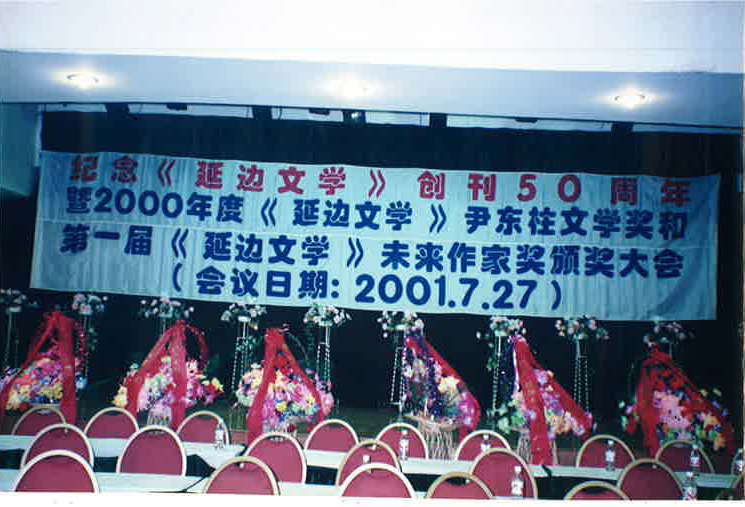 纪念《延边文学》创刊50周年
暨2000年度《延边文学》尹东柱文学奖和
第一届《延边文学》未来作家奖颁奖大会
(会议日期: 2001.7.27)